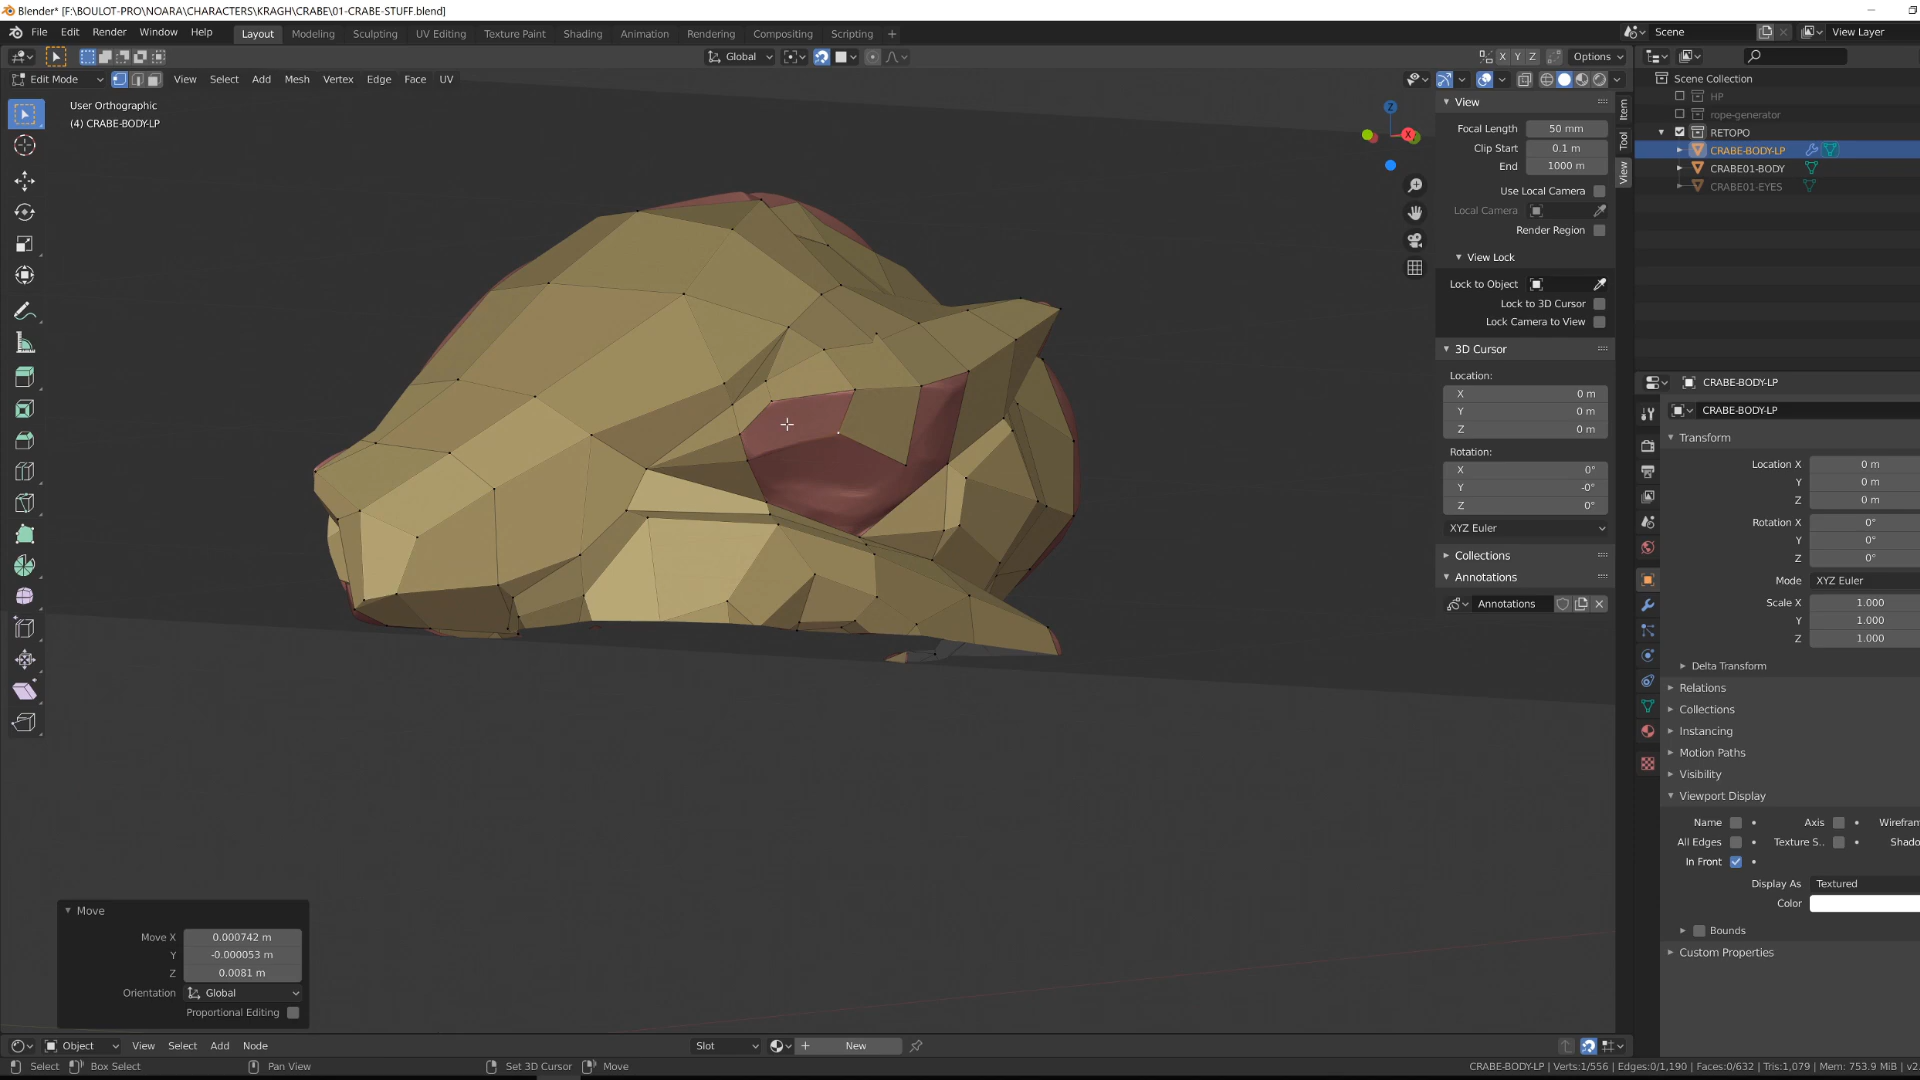 Blender* [F:\BOULOT-PRO\NOARA\CHARACTERS\KRAGH\CRABE\01-CRABE-STUFF.blend]
File Edit Render Window Help Layout Modeling Sculpting UV Editing Texture Paint Shading Animation Rendering Compositing Scripting + Scene View Layer
Global X Y Z Options
Edit Mode View Select Add Mesh Vertex Edge Face UV
User Orthographic
(4) CRABE-BODY-LP
Z
X
View
Focal Length 50 mm
Clip Start 0.1 m
End 1000 m
Use Local Camera
Local Camera
Render Region
View Lock
Lock to Object
Lock to 3D Cursor
Lock Camera to View
3D Cursor
Location:
X 0 m
Y 0 m
Z 0 m
Rotation:
X 0°
Y -0°
Z 0°
XYZ Euler
Collections
Annotations
Annotations
Item
Tool
View
Scene Collection
HP
rope-generator
RETOPO
CRABE-BODY-LP
CRABE01-BODY
CRABE01-EYES
CRABE-BODY-LP
CRABE-BODY-LP
Transform
Location X 0 m
Y 0 m
Z 0 m
Rotation X 0°
Y 0°
Z 0°
Mode XYZ Euler
Scale X 1.000
Y 1.000
Z 1.000
Delta Transform
Relations
Collections
Instancing
Motion Paths
Visibility
Viewport Display
Name Axis Wirefram
All Edges Texture S.. Shado
In Front
Display As Textured
Color
Bounds
Custom Properties
Move
Move X 0.000742 m
Y -0.000053 m
Z 0.0081 m
Orientation Global
Proportional Editing
Object View Select Add Node Slot + New
Select Box Select Pan View Set 3D Cursor Move CRABE-BODY-LP | Verts:1/556 | Edges:0/1,190 | Faces:0/632 | Tris:1,079 | Mem: 753.9 MiB | v2